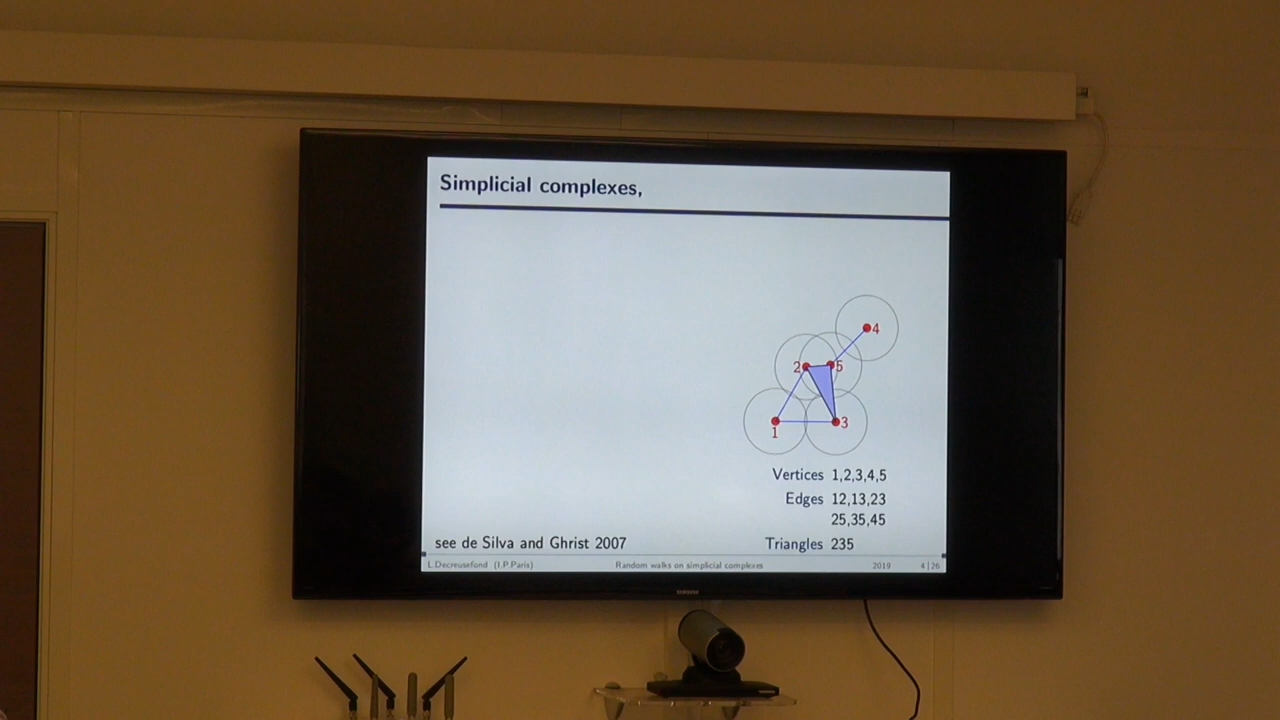 Simplicial complexes,
4
2
5
1
3
Vertices 1,2,3,4,5
Edges 12,13,23
25,35,45
Triangles 235
see de Silva and Ghrist 2007
L.Decreusefond (I.P.Paris) Random walks on simplicial complexes 2019 4|26
SAMSUNG